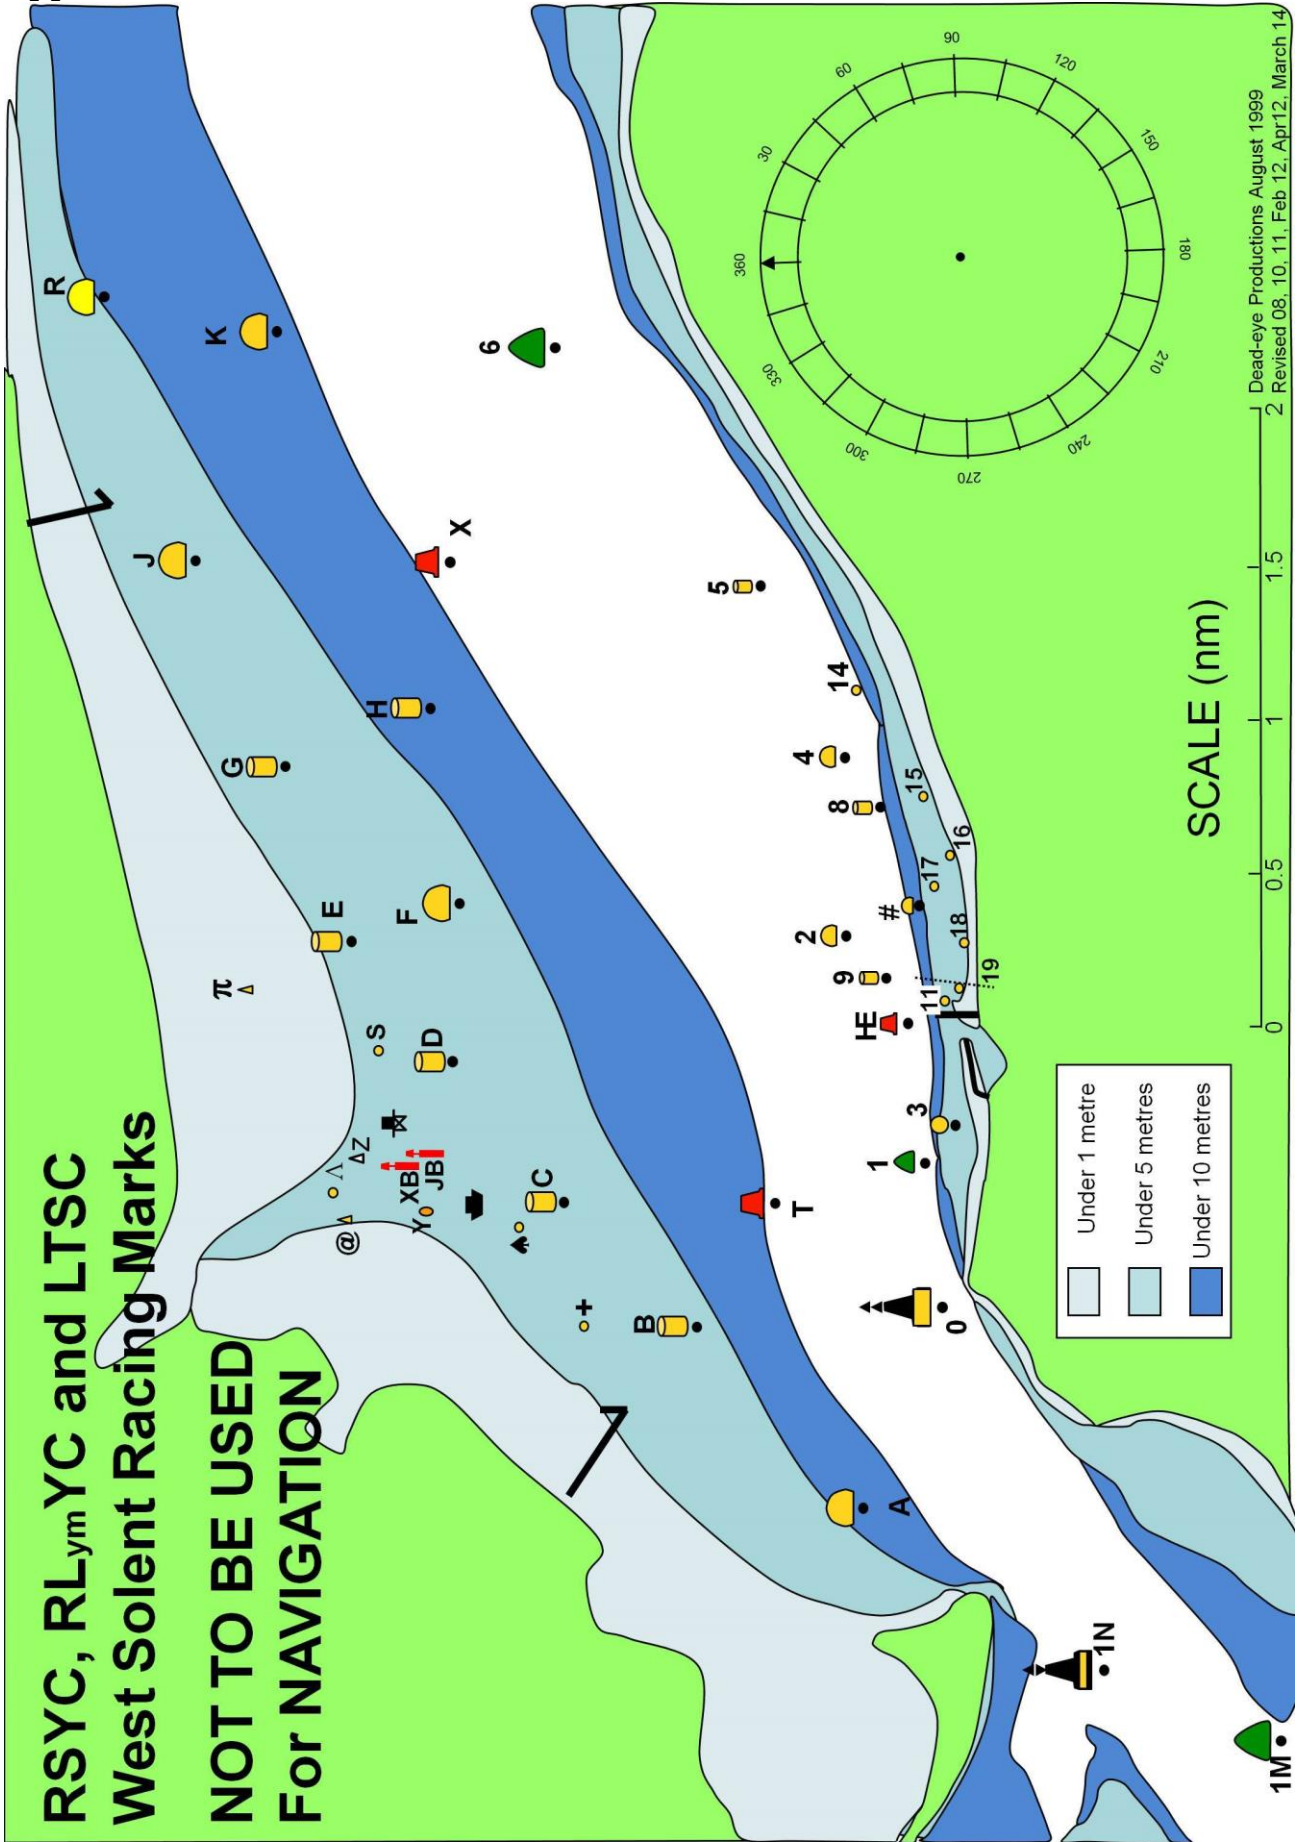 RSYC, RLymYC and LTSC
West Solent Racing Marks
NOT TO BE USED
For NAVIGATION
R
K
J
X
6
H
G
5
14
4
8
15
16
17
F
E
#
2
18
π
9
19
11
S
D
HE
3
Z
Λ
XB
JB
1
@
Y
C
♠
T
+
B
0
A
1N
1M
360
30
60
90
120
150
180
210
240
270
300
330
Under 1 metre
Under 5 metres
Under 10 metres
SCALE (nm)
0 0.5 1 1.5 2
Dead-eye Productions August 1999
Revised 08, 10, 11, Feb 12, Apr12, March 14